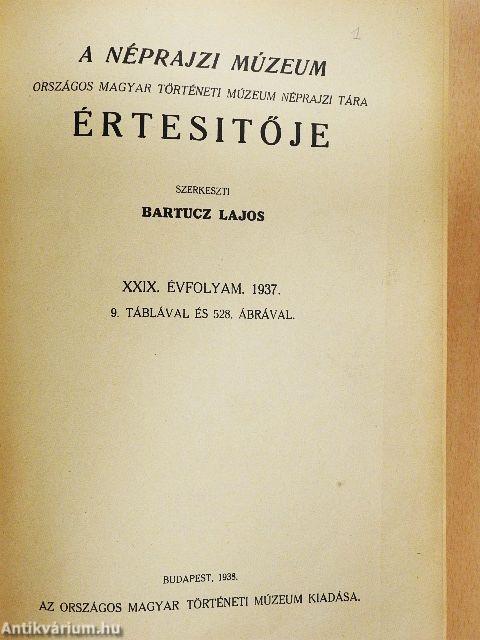 1
A NÉPRAJZI MÚZEUM
ORSZÁGOS MAGYAR TÖRTÉNETI MÚZEUM NÉPRAJZI TÁRA
ÉRTESITŐJE
SZERKESZTI
BARTUCZ LAJOS
XXIX. ÉVFOLYAM. 1937.
9. TÁBLÁVAL ÉS 528. ÁBRÁVAL.
BUDAPEST, 1938.
AZ ORSZÁGOS MAGYAR TÖRTÉNETI MÚZEUM KIADÁSA.
Antikvárium.hu